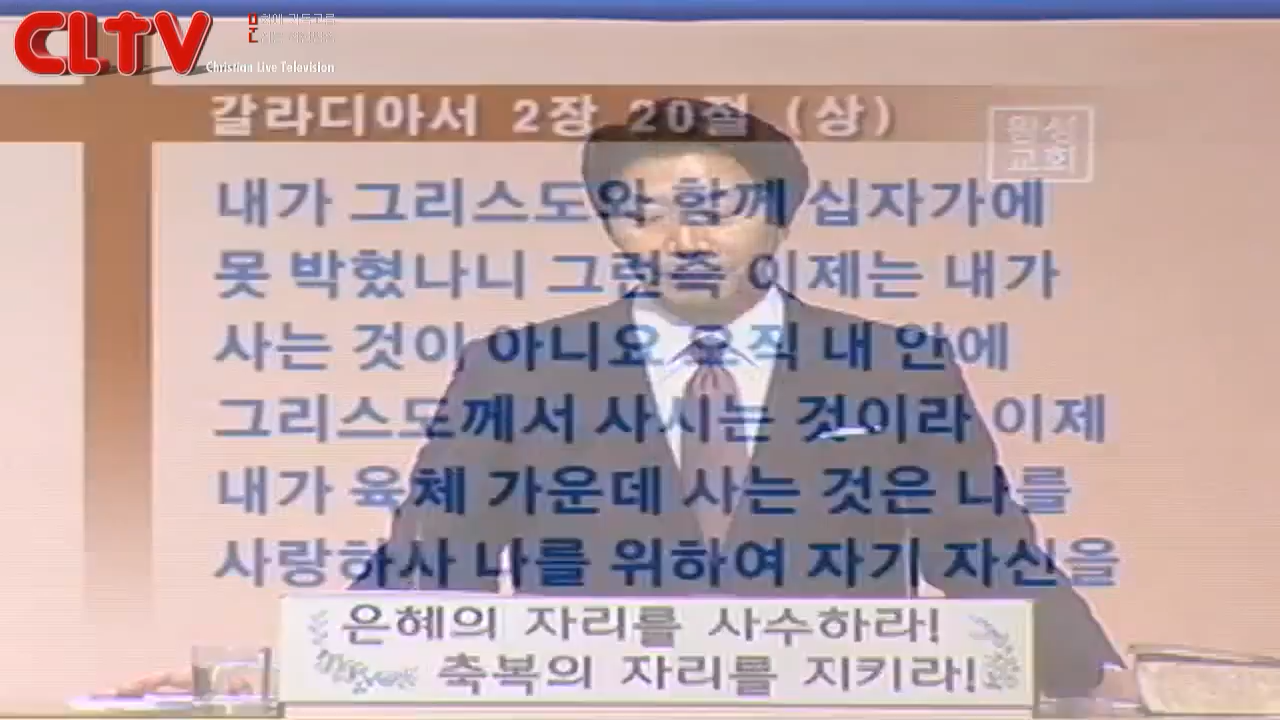 CLTV
Christian Live Television
갈라디아서 2장 20절 (상)
원성
교회
내가 그리스도와 함께 십자가에
못 박혔나니 그런즉 이제는 내가
사는 것이 아니요 오직 내 안에
그리스도께서 사시는 것이라 이제
내가 육체 가운데 사는 것은 나를
사랑하사 나를 위하여 자기 자신을
은혜의 자리를 사수하라!
축복의 자리를 지키라!